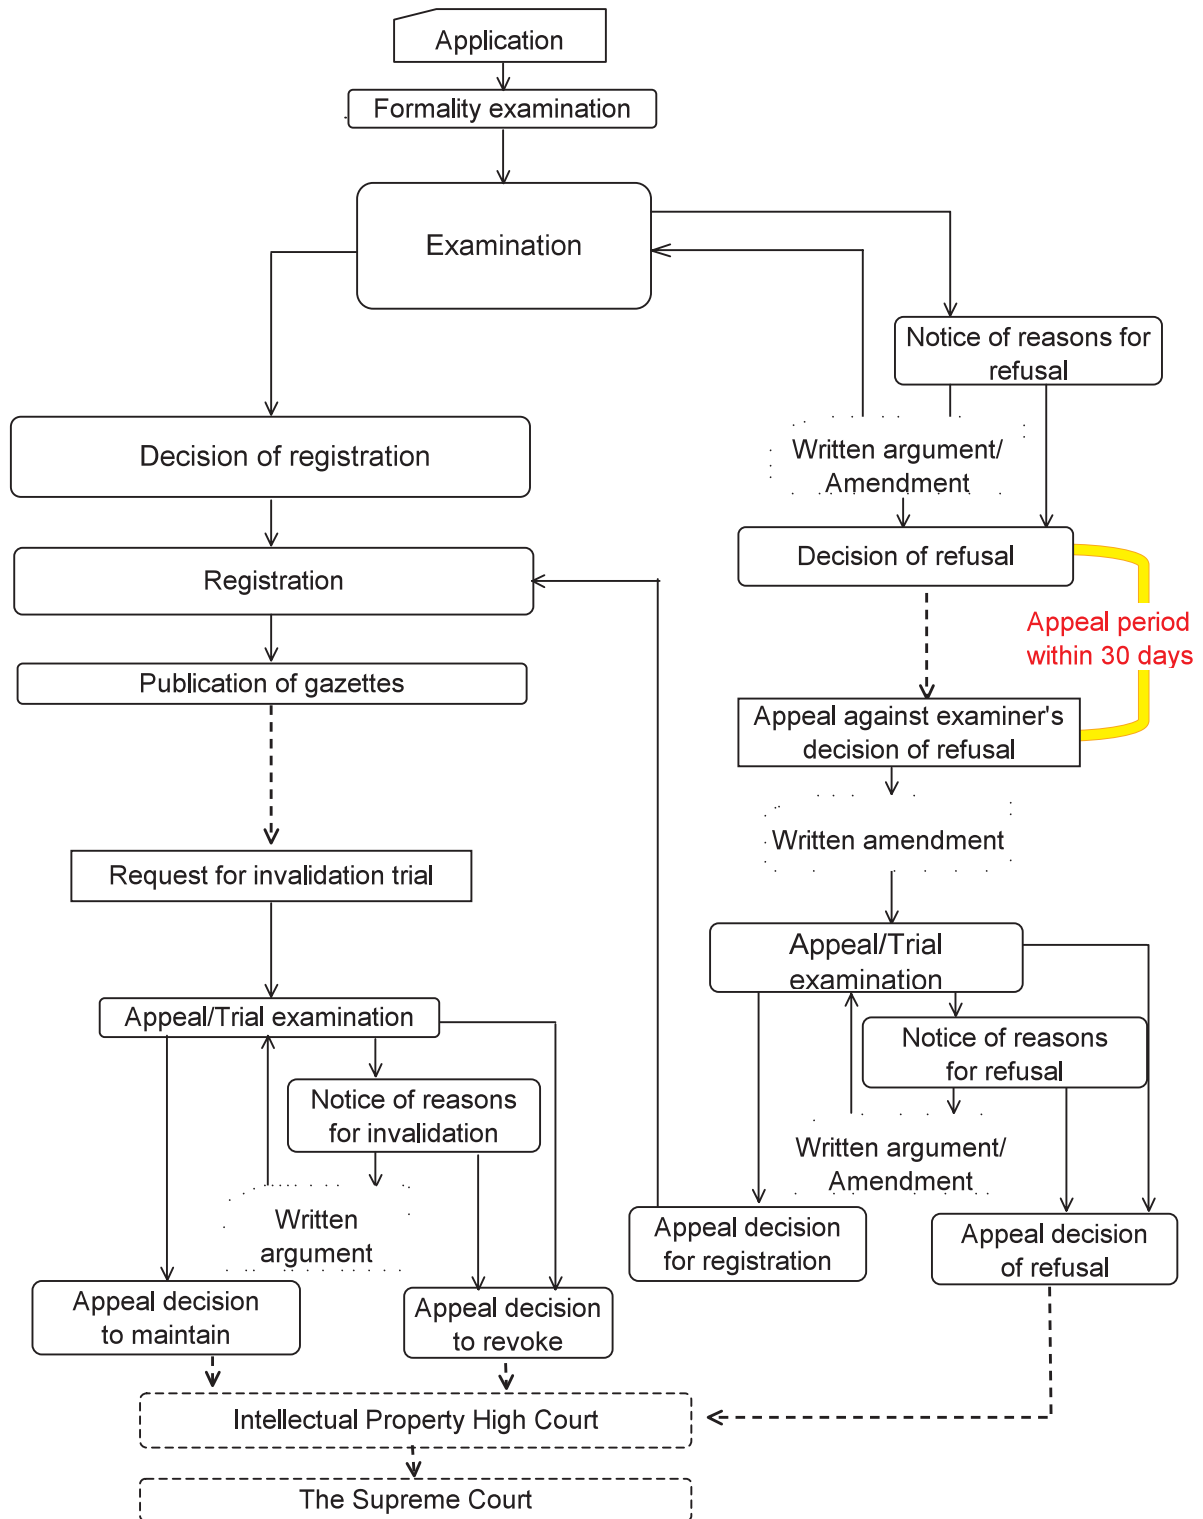 Application
Formality examination
Examination
Notice of reasons for
refusal
Decision of registration
Written argument/
Amendment
Decision of refusal
Registration
Appeal period
within 30 days
Publication of gazettes
Appeal against examiner's
decision of refusal
Written amendment
Request for invalidation trial
Appeal/Trial
examination
Appeal/Trial examination
Notice of reasons
for refusal
Notice of reasons
for invalidation
Written argument/
Amendment
Written
argument
Appeal decision
for registration
Appeal decision
of refusal
Appeal decision
to maintain
Appeal decision
to revoke
Intellectual Property High Court
The Supreme Court